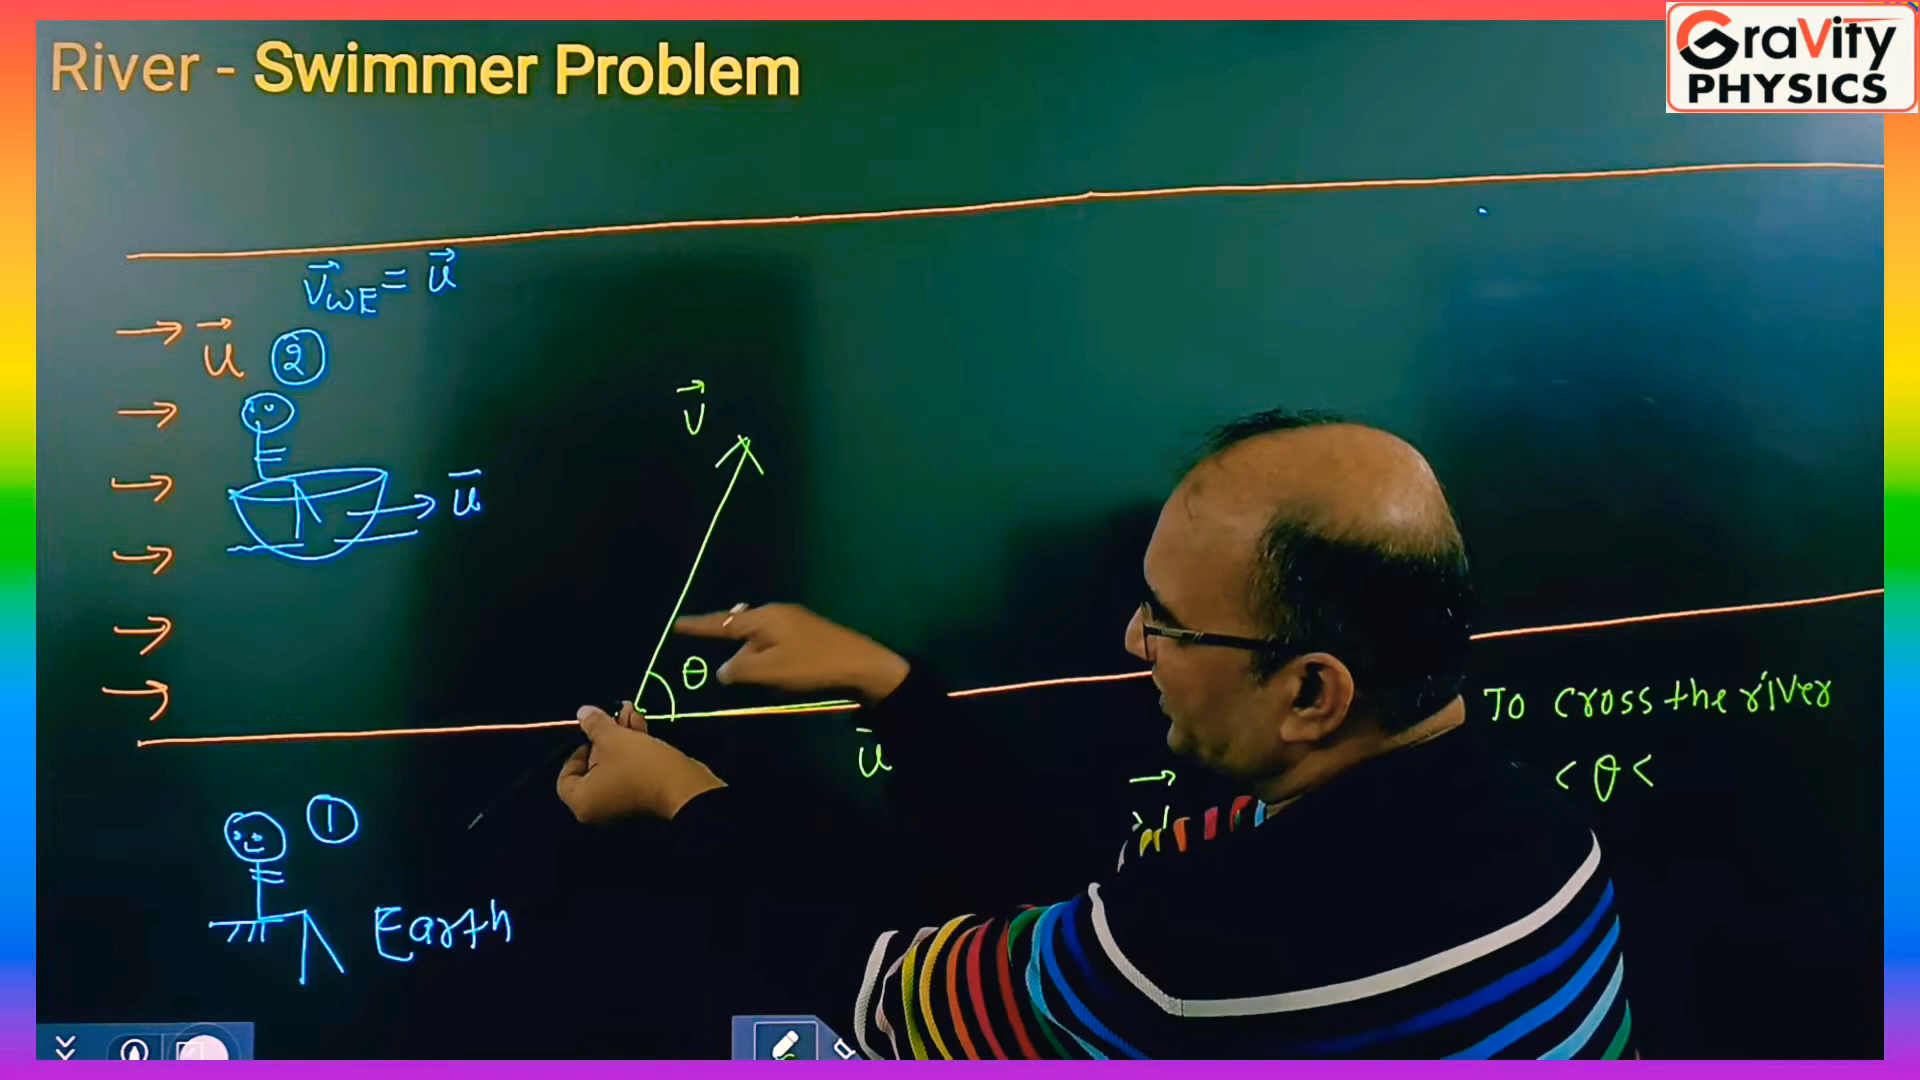 River - Swimmer Problem
GraVity
PHYSICS
v⃗WE = u⃗
u⃗
2
v⃗
u⃗
θ
u̅
To cross the river
< θ <
1
Earth